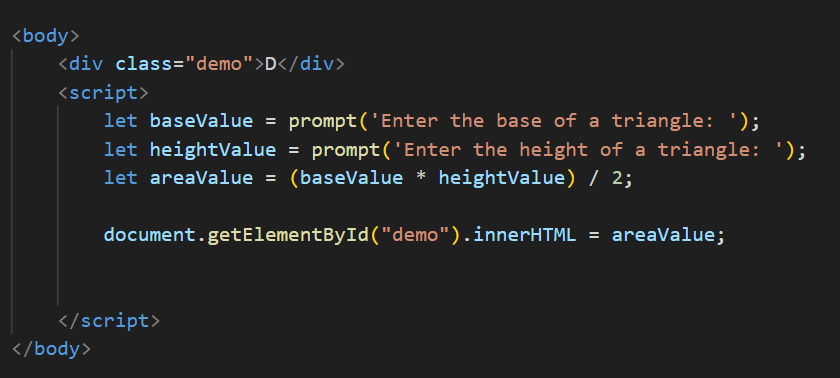 <body>
<div class="demo">D</div>
<script>
let baseValue = prompt('Enter the base of a triangle: ');
let heightValue = prompt('Enter the height of a triangle: ');
let areaValue = (baseValue * heightValue) / 2;
document.getElementById("demo").innerHTML = areaValue;
</script>
</body>